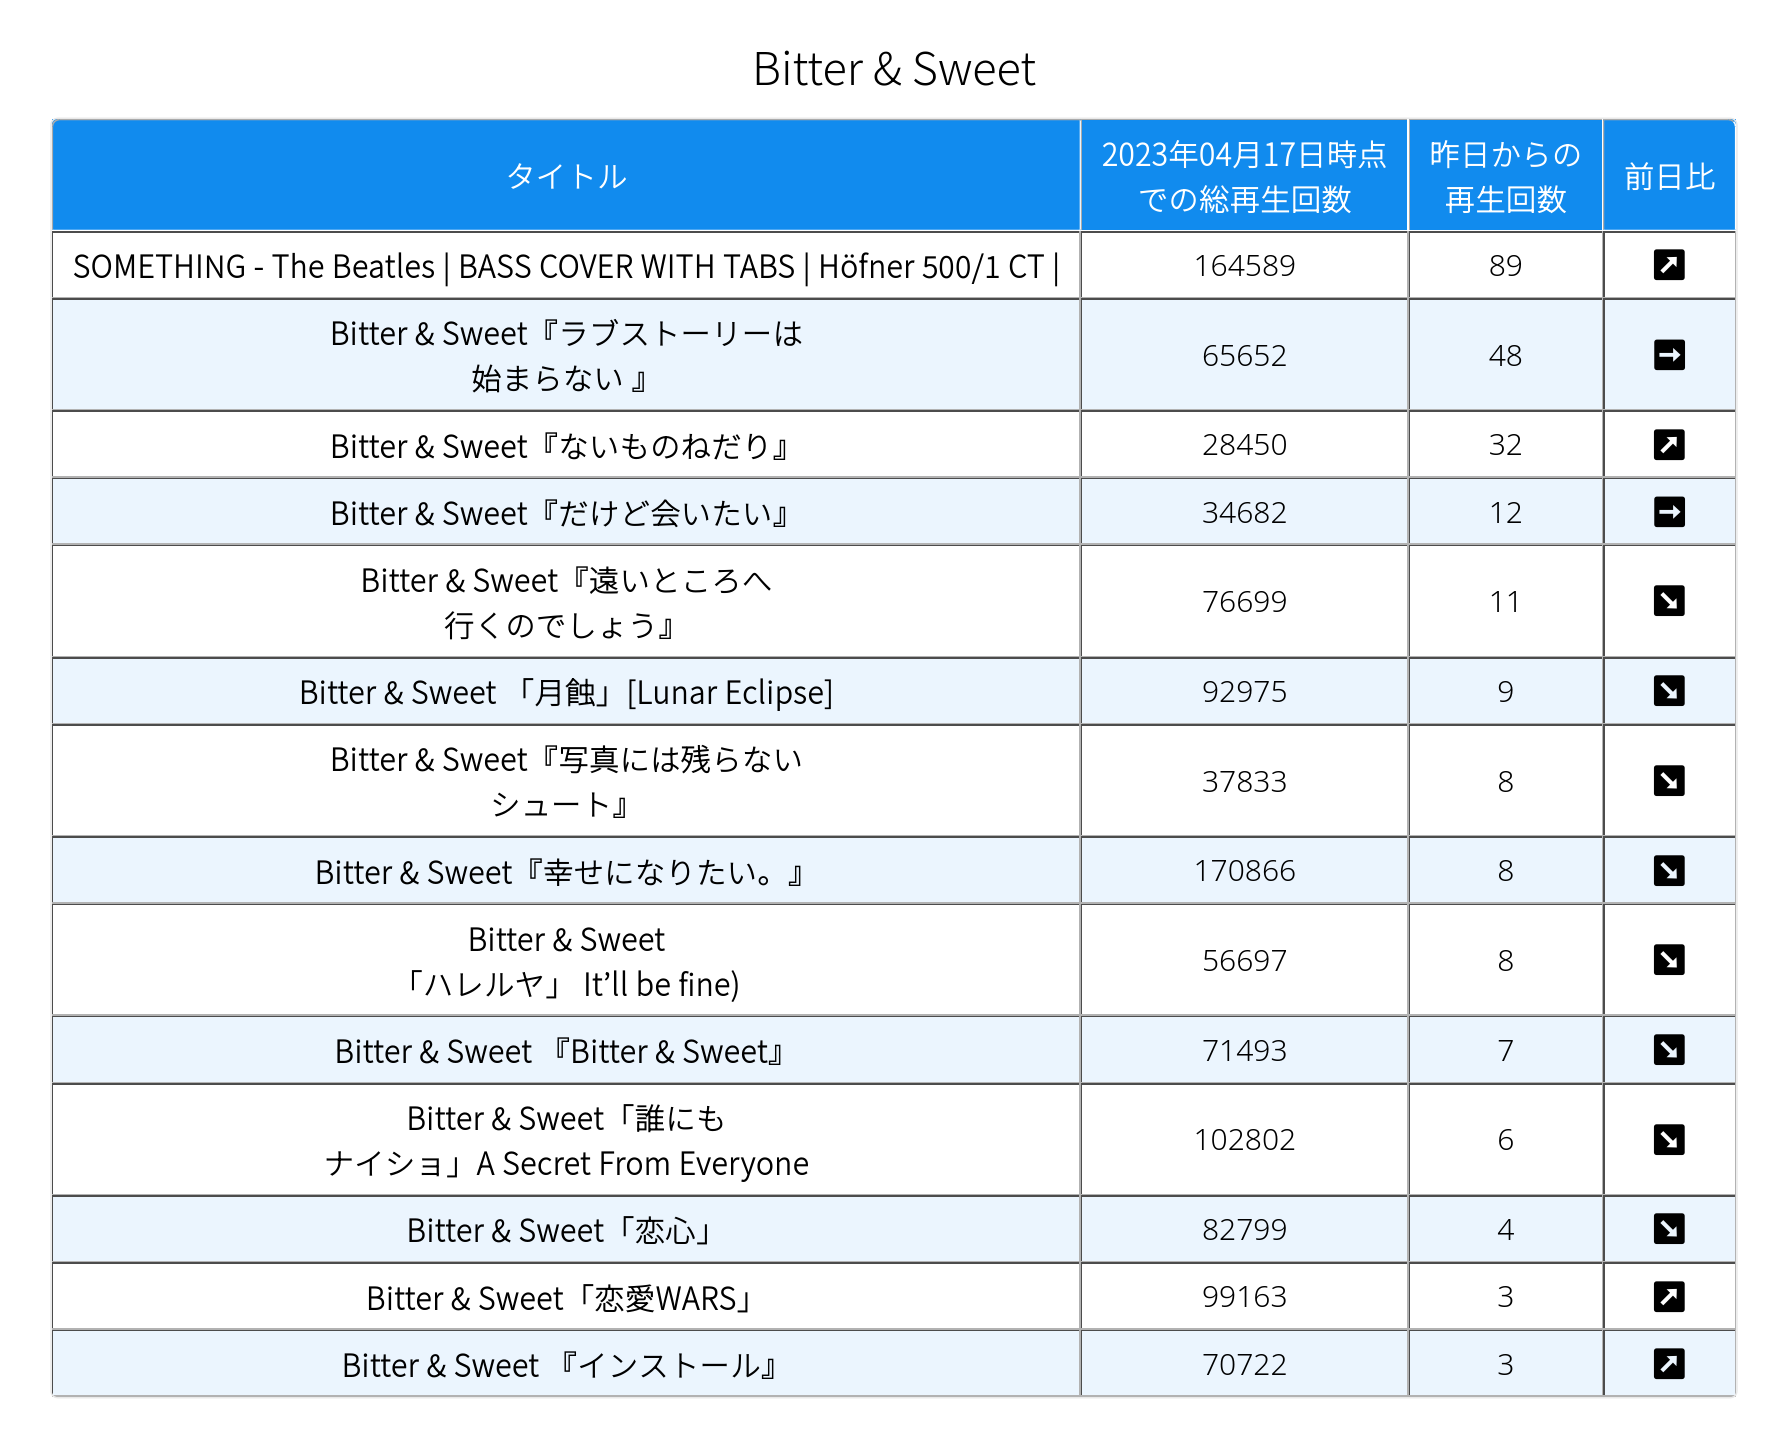 Bitter & Sweet
タイトル
2023年04月17日時点
での総再生回数
昨日からの
再生回数
前日比
SOMETHING - The Beatles | BASS COVER WITH TABS | Höfner 500/1 CT |
164589
89
↗
Bitter & Sweet『ラブストーリーは
始まらない 』
65652
48
➡
Bitter & Sweet『ないものねだり』
28450
32
↗
Bitter & Sweet『だけど会いたい』
34682
12
➡
Bitter & Sweet『遠いところへ
行くのでしょう』
76699
11
↘
Bitter & Sweet 「月蝕」[Lunar Eclipse]
92975
9
↘
Bitter & Sweet『写真には残らない
シュート』
37833
8
↘
Bitter & Sweet『幸せになりたい。』
170866
8
↘
Bitter & Sweet
「ハレルヤ」 It’ll be fine)
56697
8
↘
Bitter & Sweet 『Bitter & Sweet』
71493
7
↘
Bitter & Sweet「誰にも
ナイショ」A Secret From Everyone
102802
6
↘
Bitter & Sweet「恋心」
82799
4
↘
Bitter & Sweet「恋愛WARS」
99163
3
↗
Bitter & Sweet 『インストール』
70722
3
↗